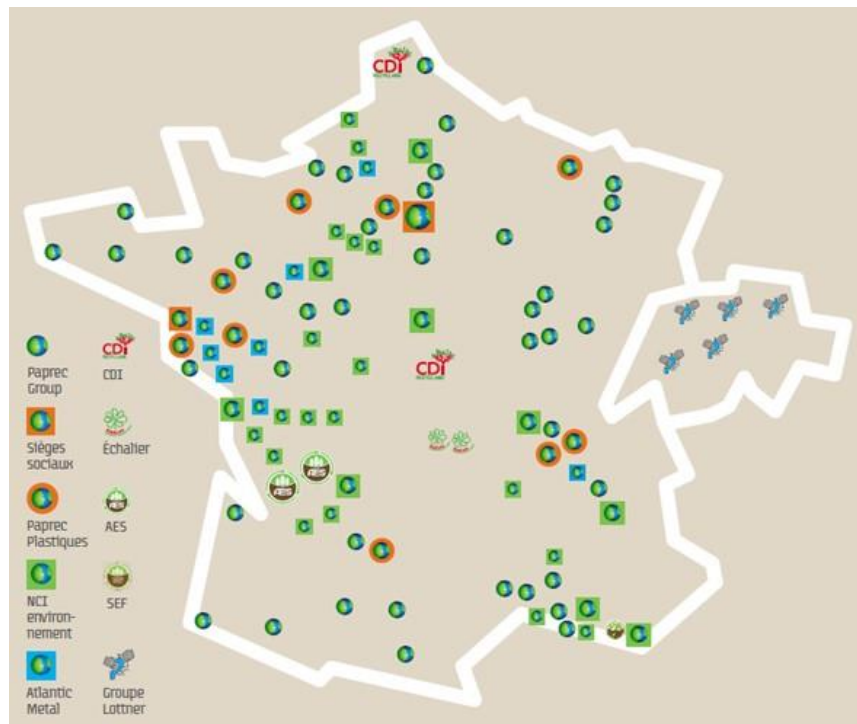 CDI
CDI
Paprec
Group
CDI
Sièges
sociaux
Échalier
Paprec
Plastiques
AES
NCI
environ-
nement
SEF
Atlantic
Metal
Groupe
Lottner